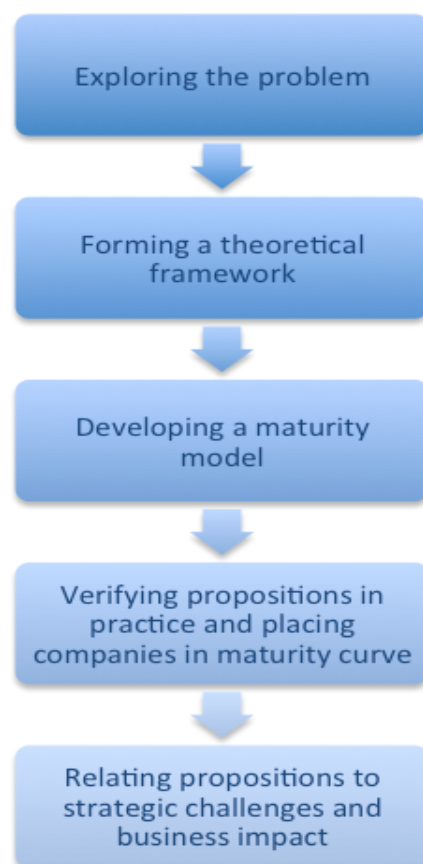 Exploring the problem
Forming a theoretical
framework
Developing a maturity
model
Verifying propositions in
practice and placing
companies in maturity curve
Relating propositions to
strategic challenges and
business impact